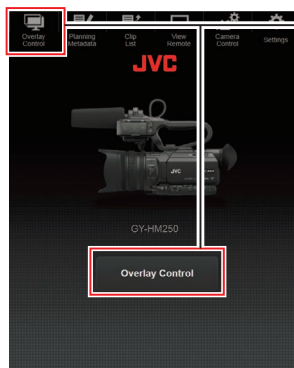 Overlay Control
Planning Metadata
Clip List
View Remote
Camera Control
Settings
JVC
JVC
GY-HM250
Overlay Control